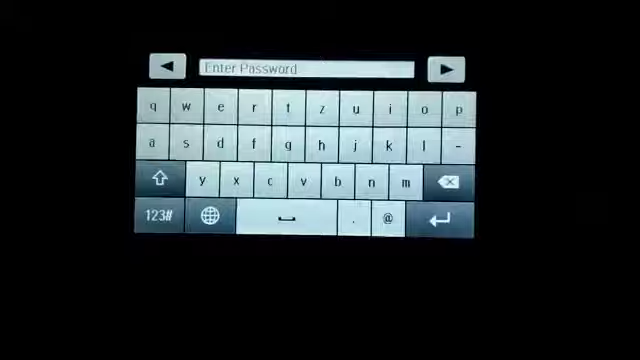 Enter Password
q w e r t z u i o p
a s d f g h j k l -
y x c v b n m
123# . @